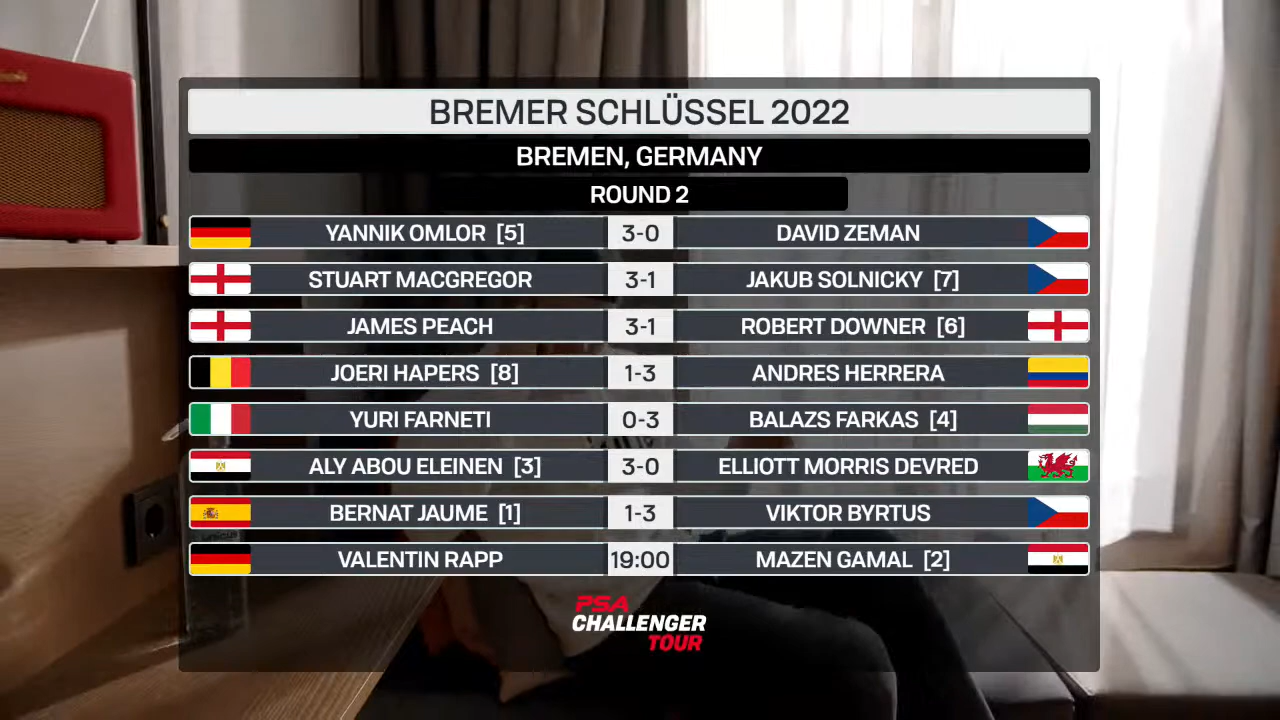 BREMER SCHLÜSSEL 2022
BREMEN, GERMANY
ROUND 2
YANNIK OMLOR [5] 3-0 DAVID ZEMAN
STUART MACGREGOR 3-1 JAKUB SOLNICKY [7]
JAMES PEACH 3-1 ROBERT DOWNER [6]
JOERI HAPERS [8] 1-3 ANDRES HERRERA
YURI FARNETI 0-3 BALAZS FARKAS [4]
ALY ABOU ELEINEN [3] 3-0 ELLIOTT MORRIS DEVRED
BERNAT JAUME [1] 1-3 VIKTOR BYRTUS
VALENTIN RAPP 19:00 MAZEN GAMAL [2]
PSA
CHALLENGER
TOUR